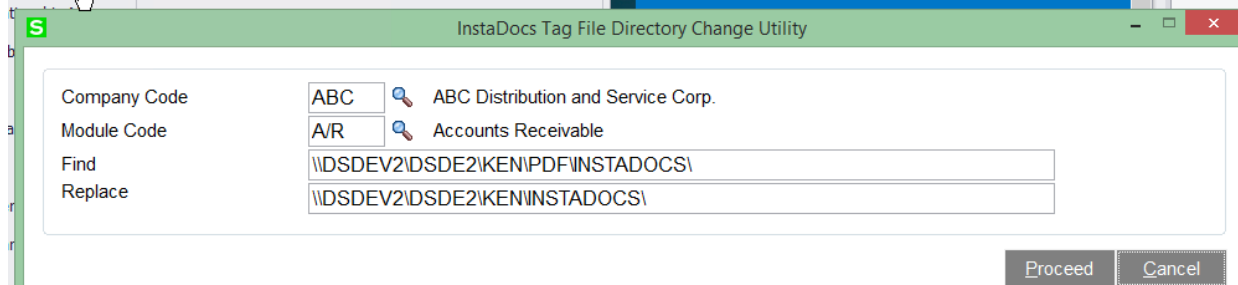 S InstaDocs Tag File Directory Change Utility
Company Code ABC ABC Distribution and Service Corp.
Module Code A/R Accounts Receivable
Find \\DSDEV2\DSDE2\KEN\PDF\INSTADOCS\
Replace \\DSDEV2\DSDE2\KEN\INSTADOCS\
Proceed Cancel